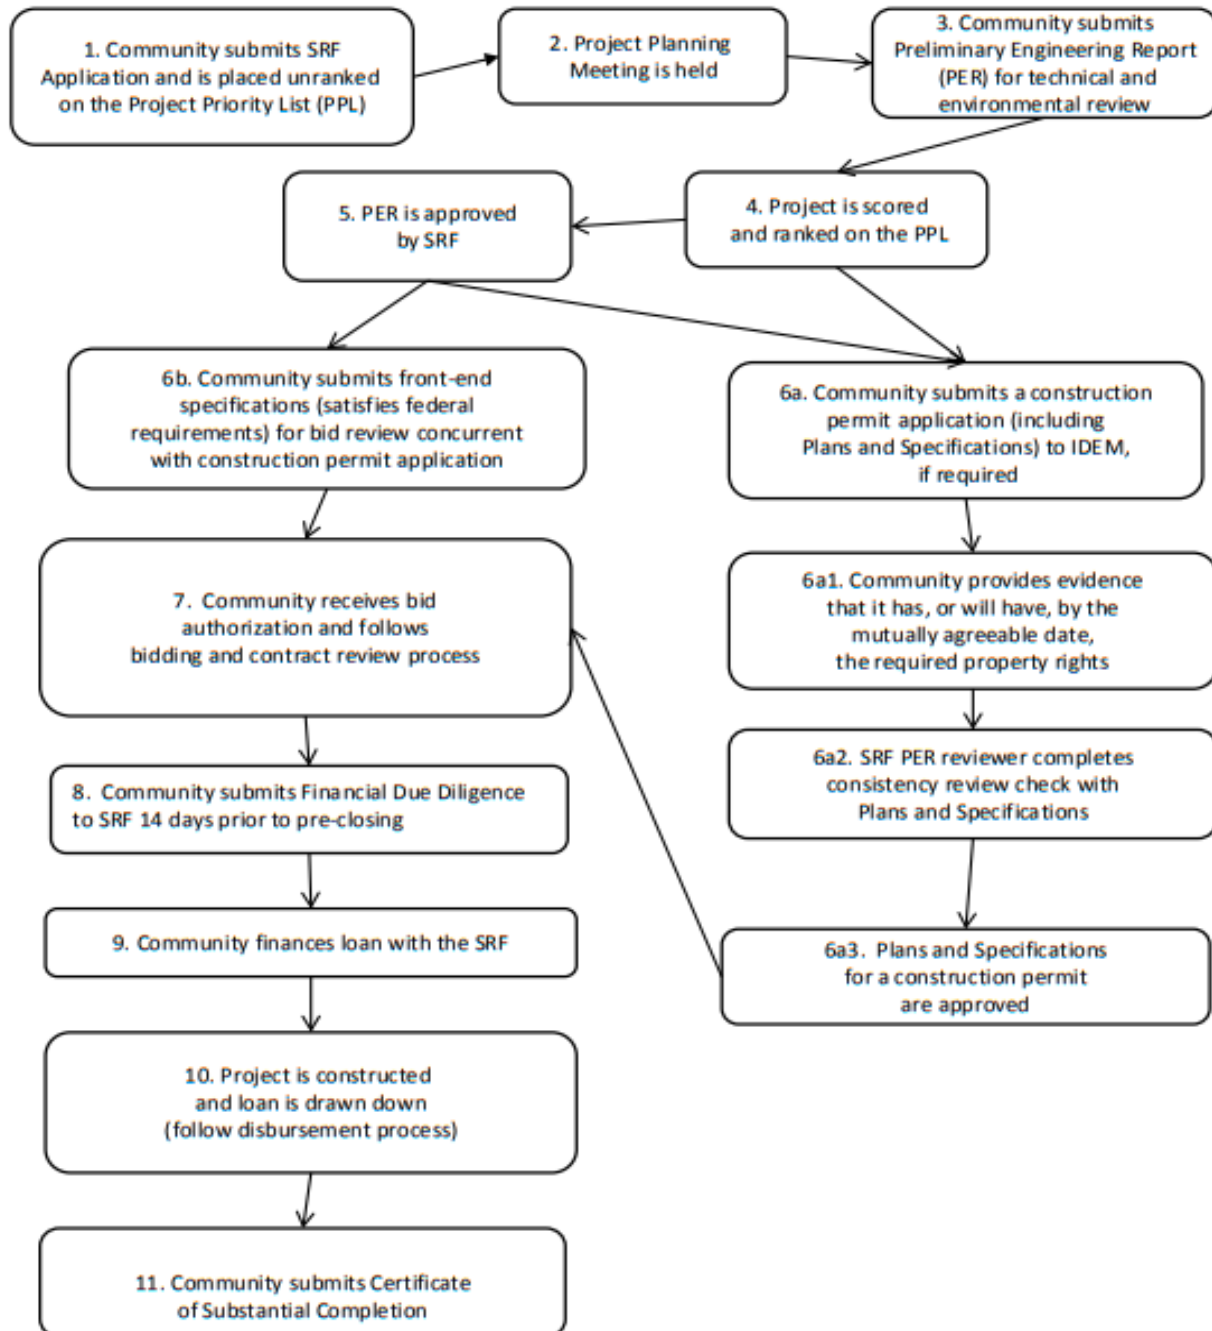 1. Community submits SRF
Application and is placed unranked
on the Project Priority List (PPL)
2. Project Planning
Meeting is held
3. Community submits
Preliminary Engineering Report
(PER) for technical and
environmental review
4. Project is scored
and ranked on the PPL
5. PER is approved
by SRF
6b. Community submits front-end
specifications (satisfies federal
requirements) for bid review concurrent
with construction permit application
6a. Community submits a construction
permit application (including
Plans and Specifications) to IDEM,
if required
6a1. Community provides evidence
that it has, or will have, by the
mutually agreeable date,
the required property rights
6a2. SRF PER reviewer completes
consistency review check with
Plans and Specifications
6a3. Plans and Specifications
for a construction permit
are approved
7. Community receives bid
authorization and follows
bidding and contract review process
8. Community submits Financial Due Diligence
to SRF 14 days prior to pre-closing
9. Community finances loan with the SRF
10. Project is constructed
and loan is drawn down
(follow disbursement process)
11. Community submits Certificate
of Substantial Completion